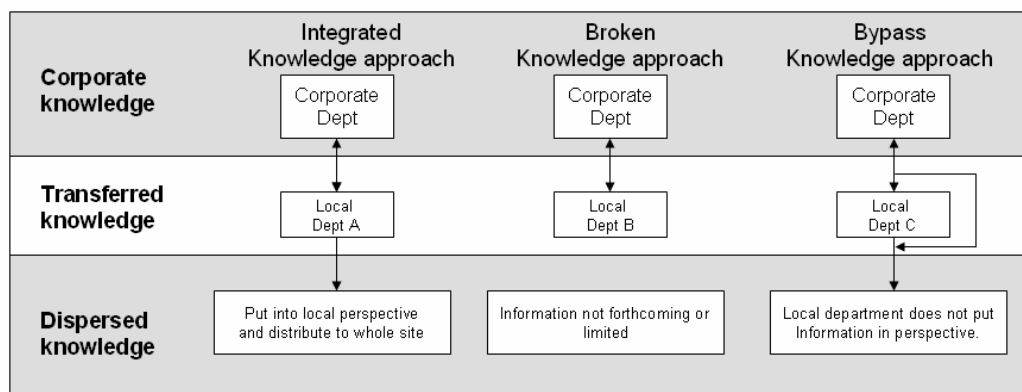 Integrated
Knowledge approach
Broken
Knowledge approach
Bypass
Knowledge approach
Corporate
knowledge
Corporate
Dept
Corporate
Dept
Corporate
Dept
Transferred
knowledge
Local
Dept A
Local
Dept B
Local
Dept C
Dispersed
knowledge
Put into local perspective
and distribute to whole site
Information not forthcoming or
limited
Local department does not put
Information in perspective.